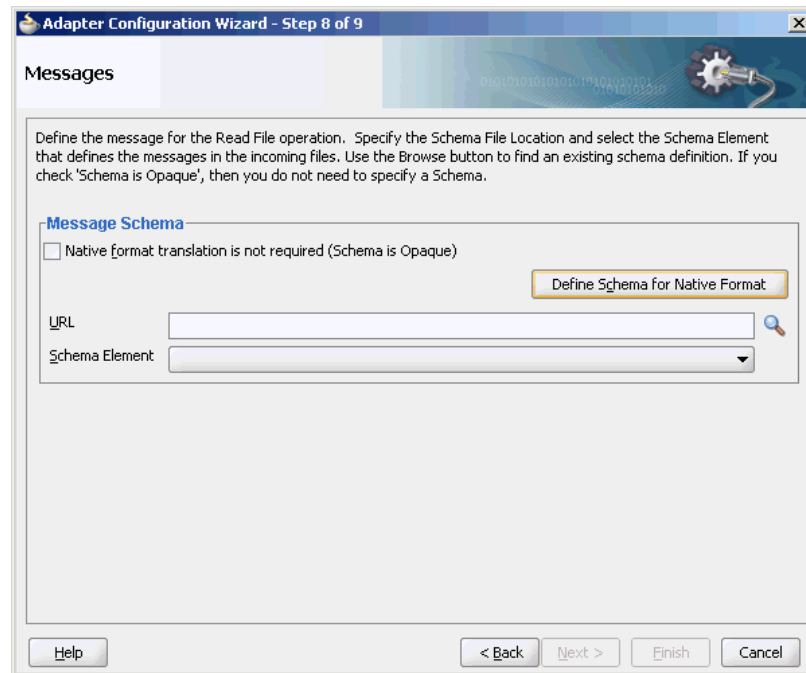 Adapter Configuration Wizard - Step 8 of 9
Messages
Define the message for the Read File operation. Specify the Schema File Location and select the Schema Element
that defines the messages in the incoming files. Use the Browse button to find an existing schema definition. If you
check 'Schema is Opaque', then you do not need to specify a Schema.
Message Schema
Native format translation is not required (Schema is Opaque)
Define Schema for Native Format
URL
Schema Element
Help
< Back
Next >
Finish
Cancel